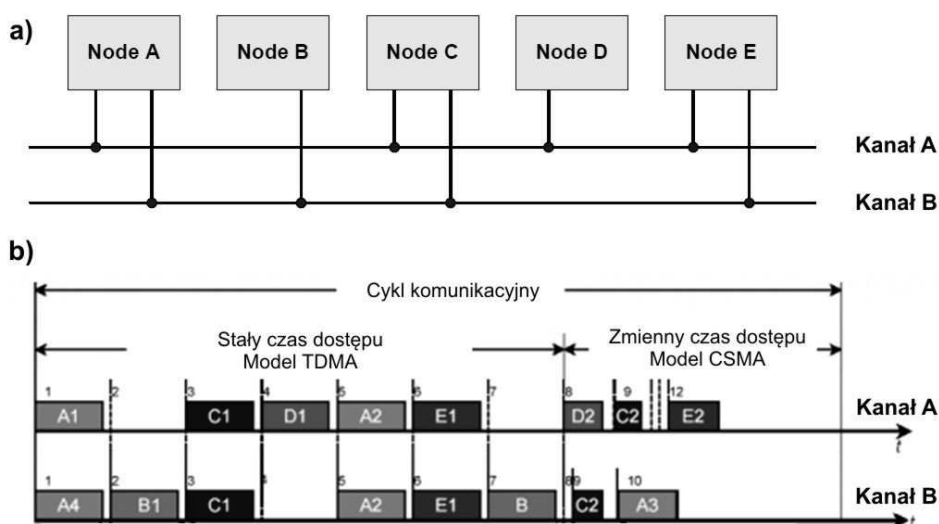 a)
Node A Node B Node C Node D Node E
Kanał A
Kanał B
b)
Cykl komunikacyjny
Stały czas dostępu
Model TDMA
Zmienny czas dostępu
Model CSMA
1 2 3 4 5 6 7 8 9 12
A1 C1 D1 A2 E1 D2 C2 E2
Kanał A
t
1 2 3 4 5 6 7 8 9 10
A4 B1 C1 A2 E1 B C2 A3
Kanał B
t